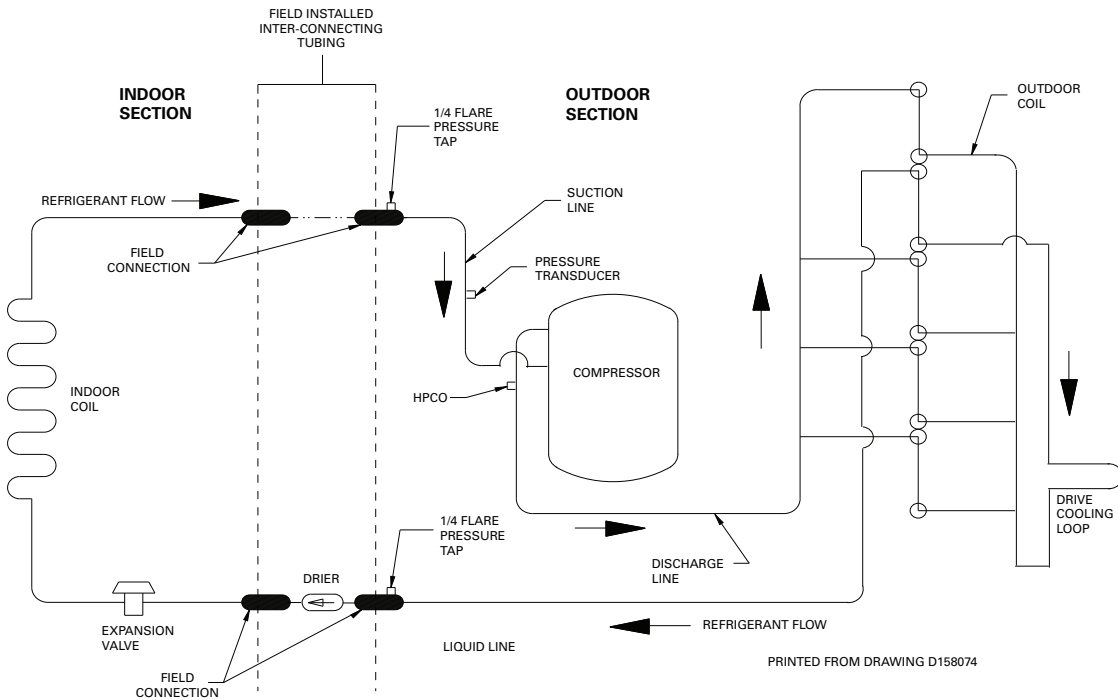 FIELD INSTALLED
INTER-CONNECTING
TUBING
INDOOR
SECTION
1/4 FLARE
PRESSURE
TAP
OUTDOOR
SECTION
OUTDOOR
COIL
REFRIGERANT FLOW
SUCTION
LINE
FIELD
CONNECTION
PRESSURE
TRANSDUCER
COMPRESSOR
INDOOR
COIL
HPCO
1/4 FLARE
PRESSURE
TAP
DRIVE
COOLING
LOOP
DISCHARGE
LINE
DRIER
EXPANSION
VALVE
LIQUID LINE
REFRIGERANT FLOW
FIELD
CONNECTION
PRINTED FROM DRAWING D158074